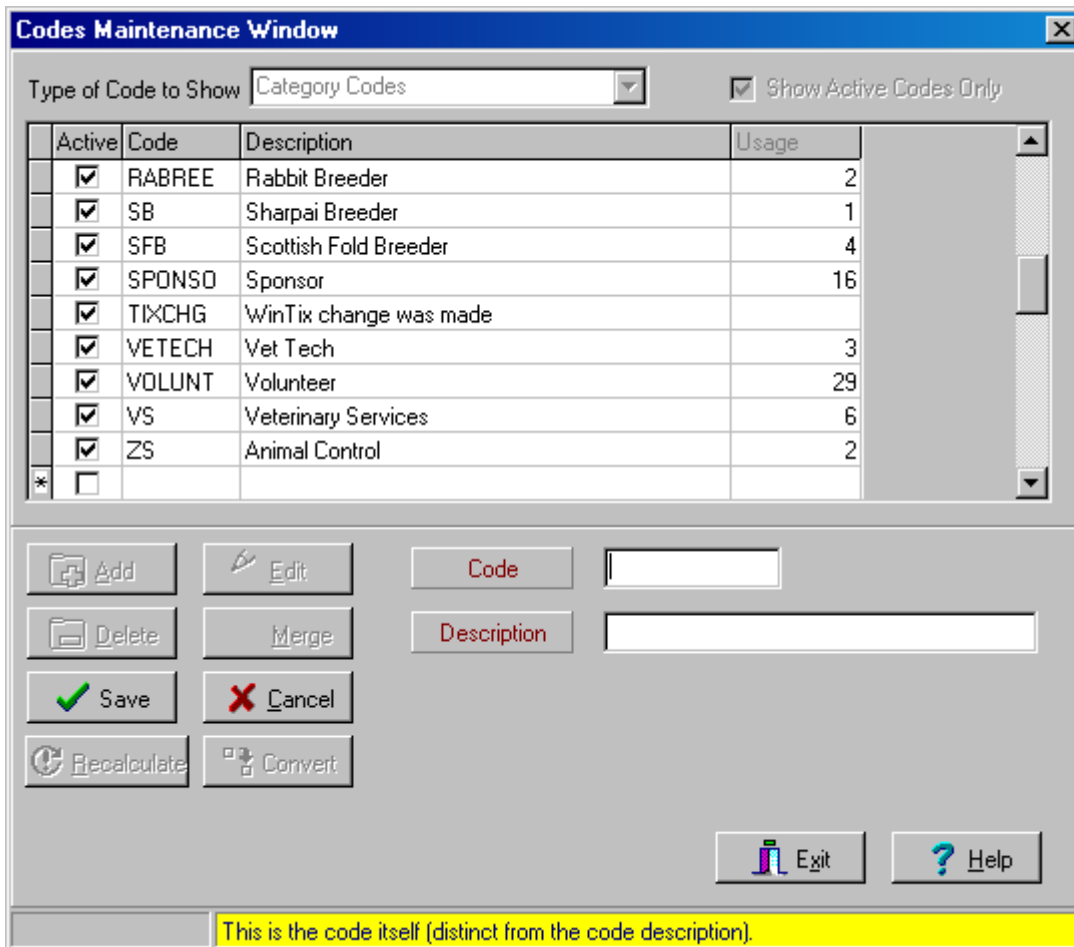 Codes Maintenance Window
Type of Code to Show Category Codes Show Active Codes Only
Active Code Description Usage
RABREE Rabbit Breeder 2
SB Sharpai Breeder 1
SFB Scottish Fold Breeder 4
SPONSO Sponsor 16
TIXCHG WinTix change was made
VETECH Vet Tech 3
VOLUNT Volunteer 29
VS Veterinary Services 6
ZS Animal Control 2
*
Add Edit Code
Delete Merge Description
Save Cancel
Recalculate Convert
Exit ? Help
This is the code itself (distinct from the code description).